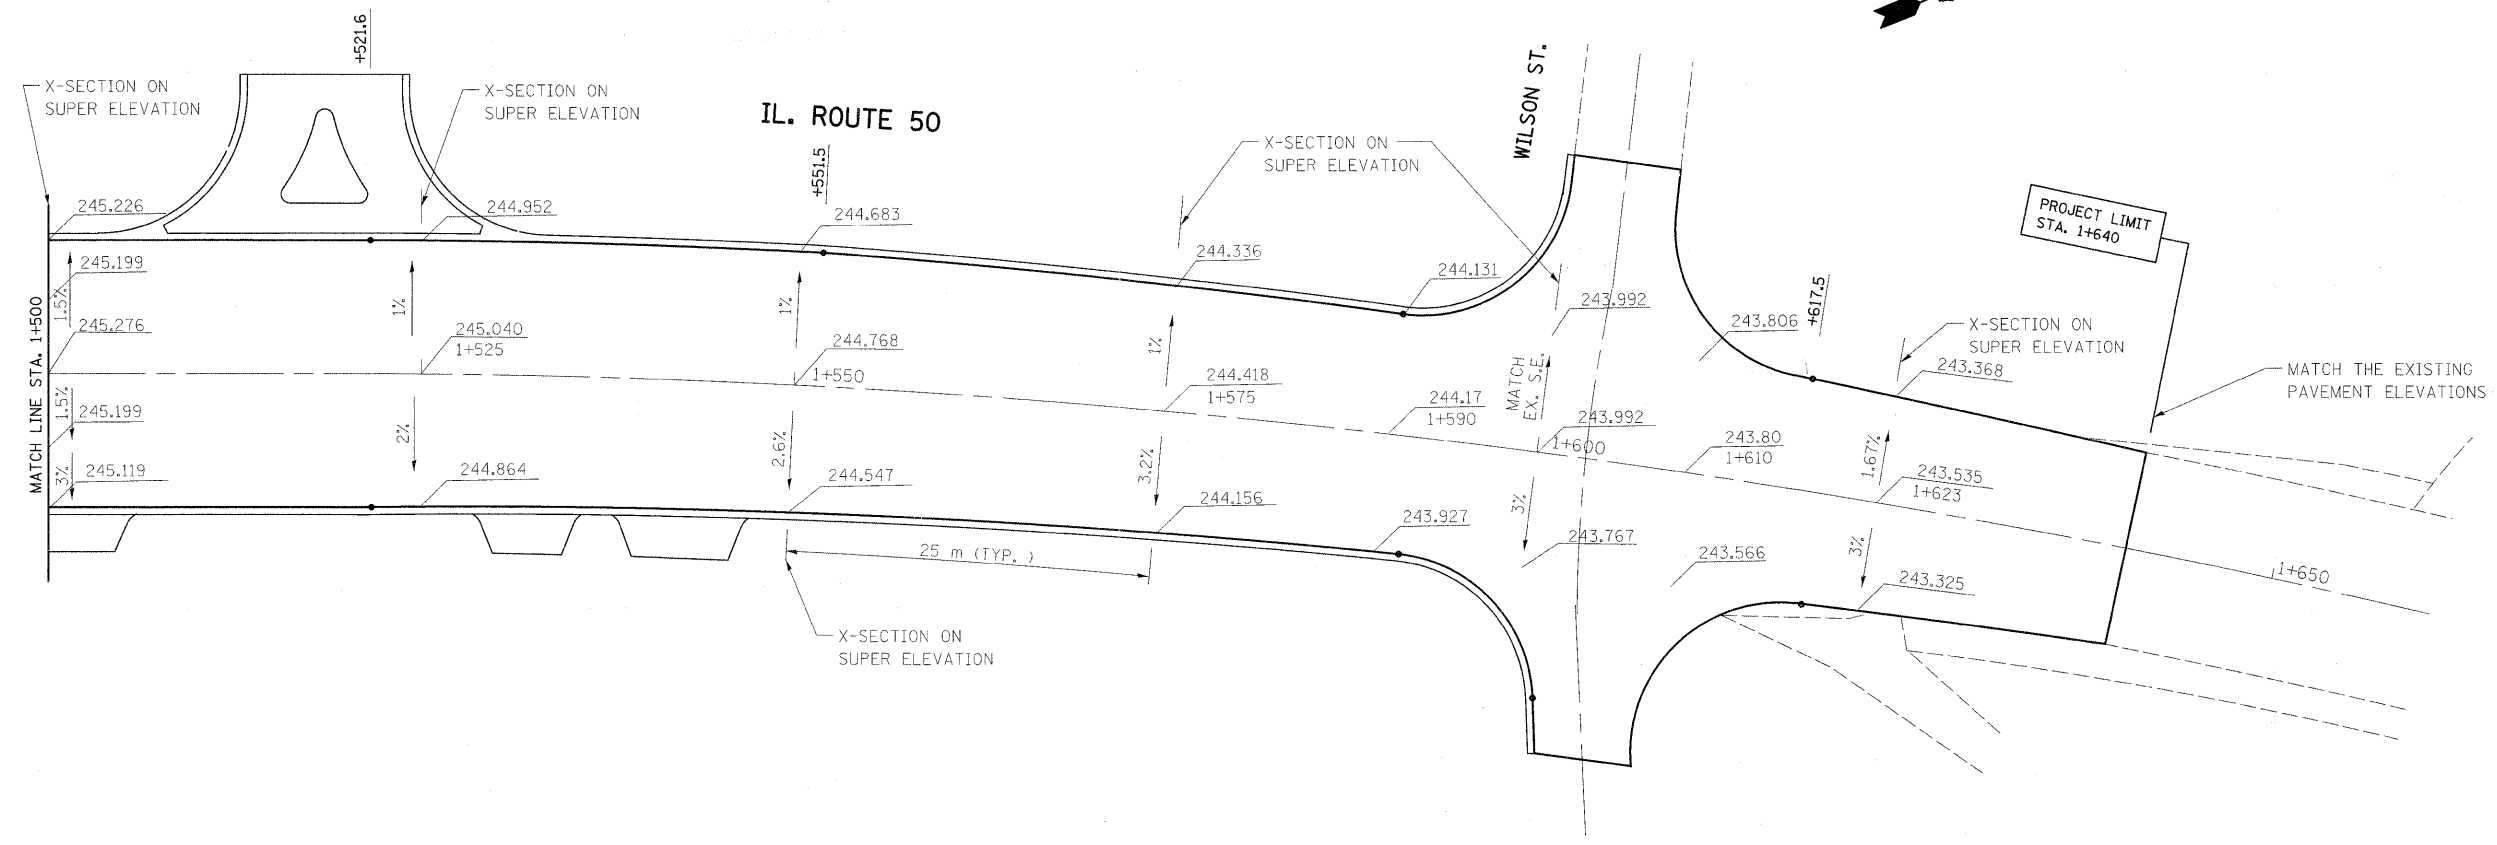 +521.6
X-SECTION ON
SUPER ELEVATION
X-SECTION ON
SUPER ELEVATION
IL. ROUTE 50
WILSON ST.
X-SECTION ON
SUPER ELEVATION
PROJECT LIMIT
STA. 1+640
+551.5
245.226
244.952
244.683
244.336
244.131
243.992
243.806
+617.5
X-SECTION ON
SUPER ELEVATION
243.368
MATCH THE EXISTING
PAVEMENT ELEVATIONS
MATCH LINE STA. 1+500
245.199
1.5%
1%
1%
1%
245.276
245.040
1+525
244.768
1+550
244.418
1+575
244.17
1+590
MATCH
EX. S.E.
243.992
1+600
243.80
1+610
1.67%
243.535
1+623
1.5%
245.199
2%
2.6%
3.2%
3%
3%
3%
245.119
244.864
244.547
244.156
243.927
243.767
243.566
243.325
1+650
25 m (TYP. )
X-SECTION ON
SUPER ELEVATION